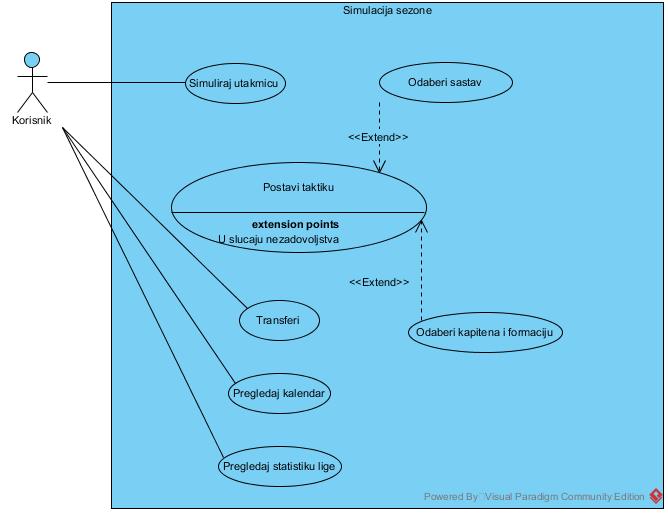 Simulacija sezone
Simuliraj utakmicu
Odaberi sastav
Korisnik
<<Extend>>
Postavi taktiku
extension points
U slucaju nezadovoljstva
<<Extend>>
Transferi
Odaberi kapitena i formaciju
Pregledaj kalendar
Pregledaj statistiku lige
Powered By Visual Paradigm Community Edition